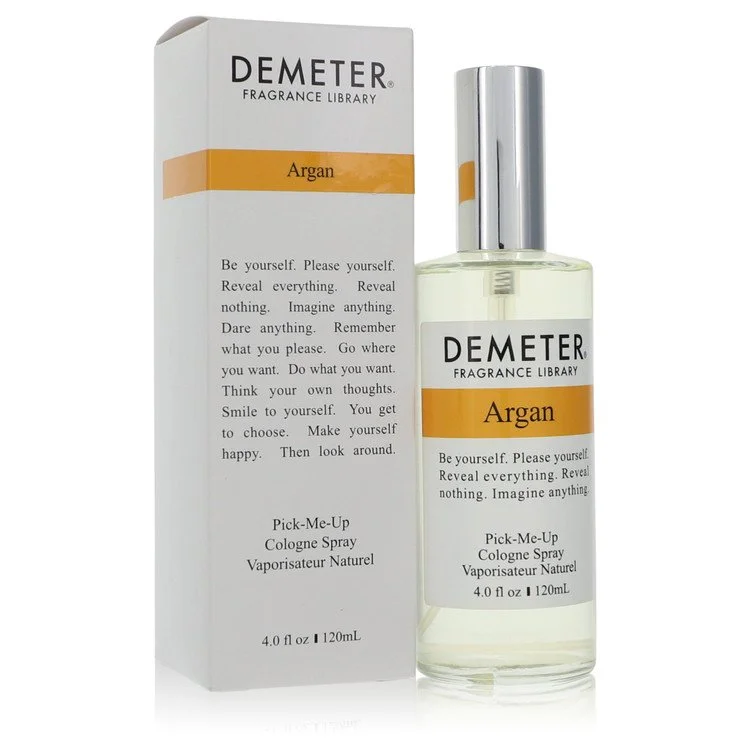 DEMETER®
FRAGRANCE LIBRARY
Argan
Be yourself. Please yourself.
Reveal everything. Reveal
nothing. Imagine anything.
Dare anything. Remember
what you please. Go where
you want. Do what you want.
Think your own thoughts.
Smile to yourself. You get
to choose. Make yourself
happy. Then look around.
Pick-Me-Up
Cologne Spray
Vaporisateur Naturel
4.0 fl oz ▮ 120mL
DEMETER®
FRAGRANCE LIBRARY
Argan
Be yourself. Please yourself.
Reveal everything. Reveal
nothing. Imagine anything.
Pick-Me-Up
Cologne Spray
Vaporisateur Naturel
4.0 fl oz ▮ 120mL